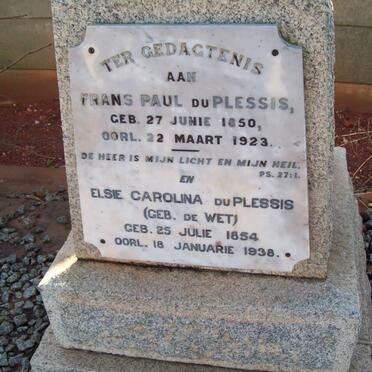 TER GEDACTENIS
AAN
FRANS PAUL DU PLESSIS,
GEB. 27 JUNIE 1850,
OORL. 22 MAART 1923.
DE HEER IS MIJN LICHT EN MIJN HEIL.
PS. 27:1.
EN
ELSIE CAROLINA DU PLESSIS
(GEB. DE WET)
GEB. 25 JULIE 1854
OORL. 18 JANUARIE 1938.